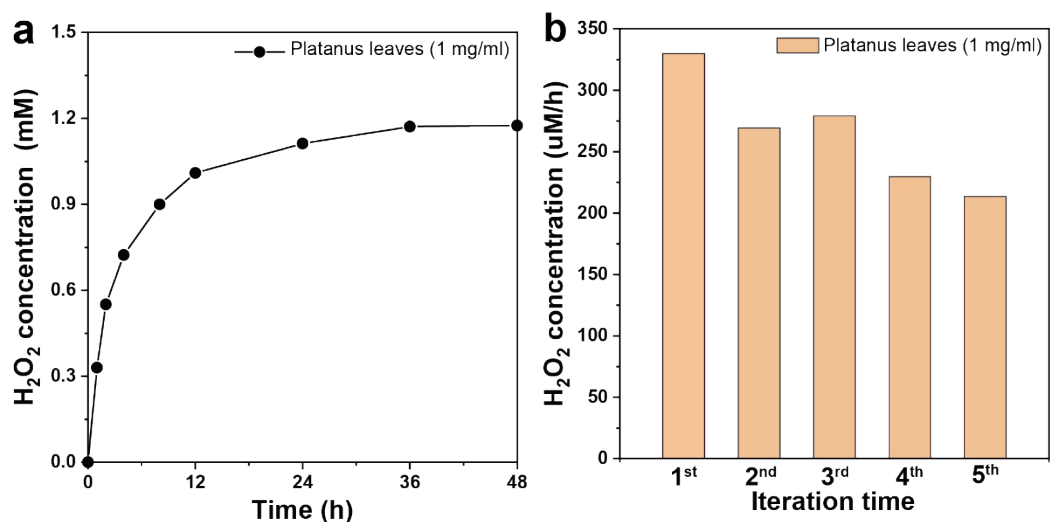 a
Platanus leaves (1 mg/ml)
1.5
1.2
0.9
0.6
0.3
0.0
H₂O₂ concentration (mM)
0
12
24
36
48
Time (h)
b
Platanus leaves (1 mg/ml)
350
300
250
200
150
100
50
0
H₂O₂ concentration (uM/h)
1st
2nd
3rd
4th
5th
Iteration time